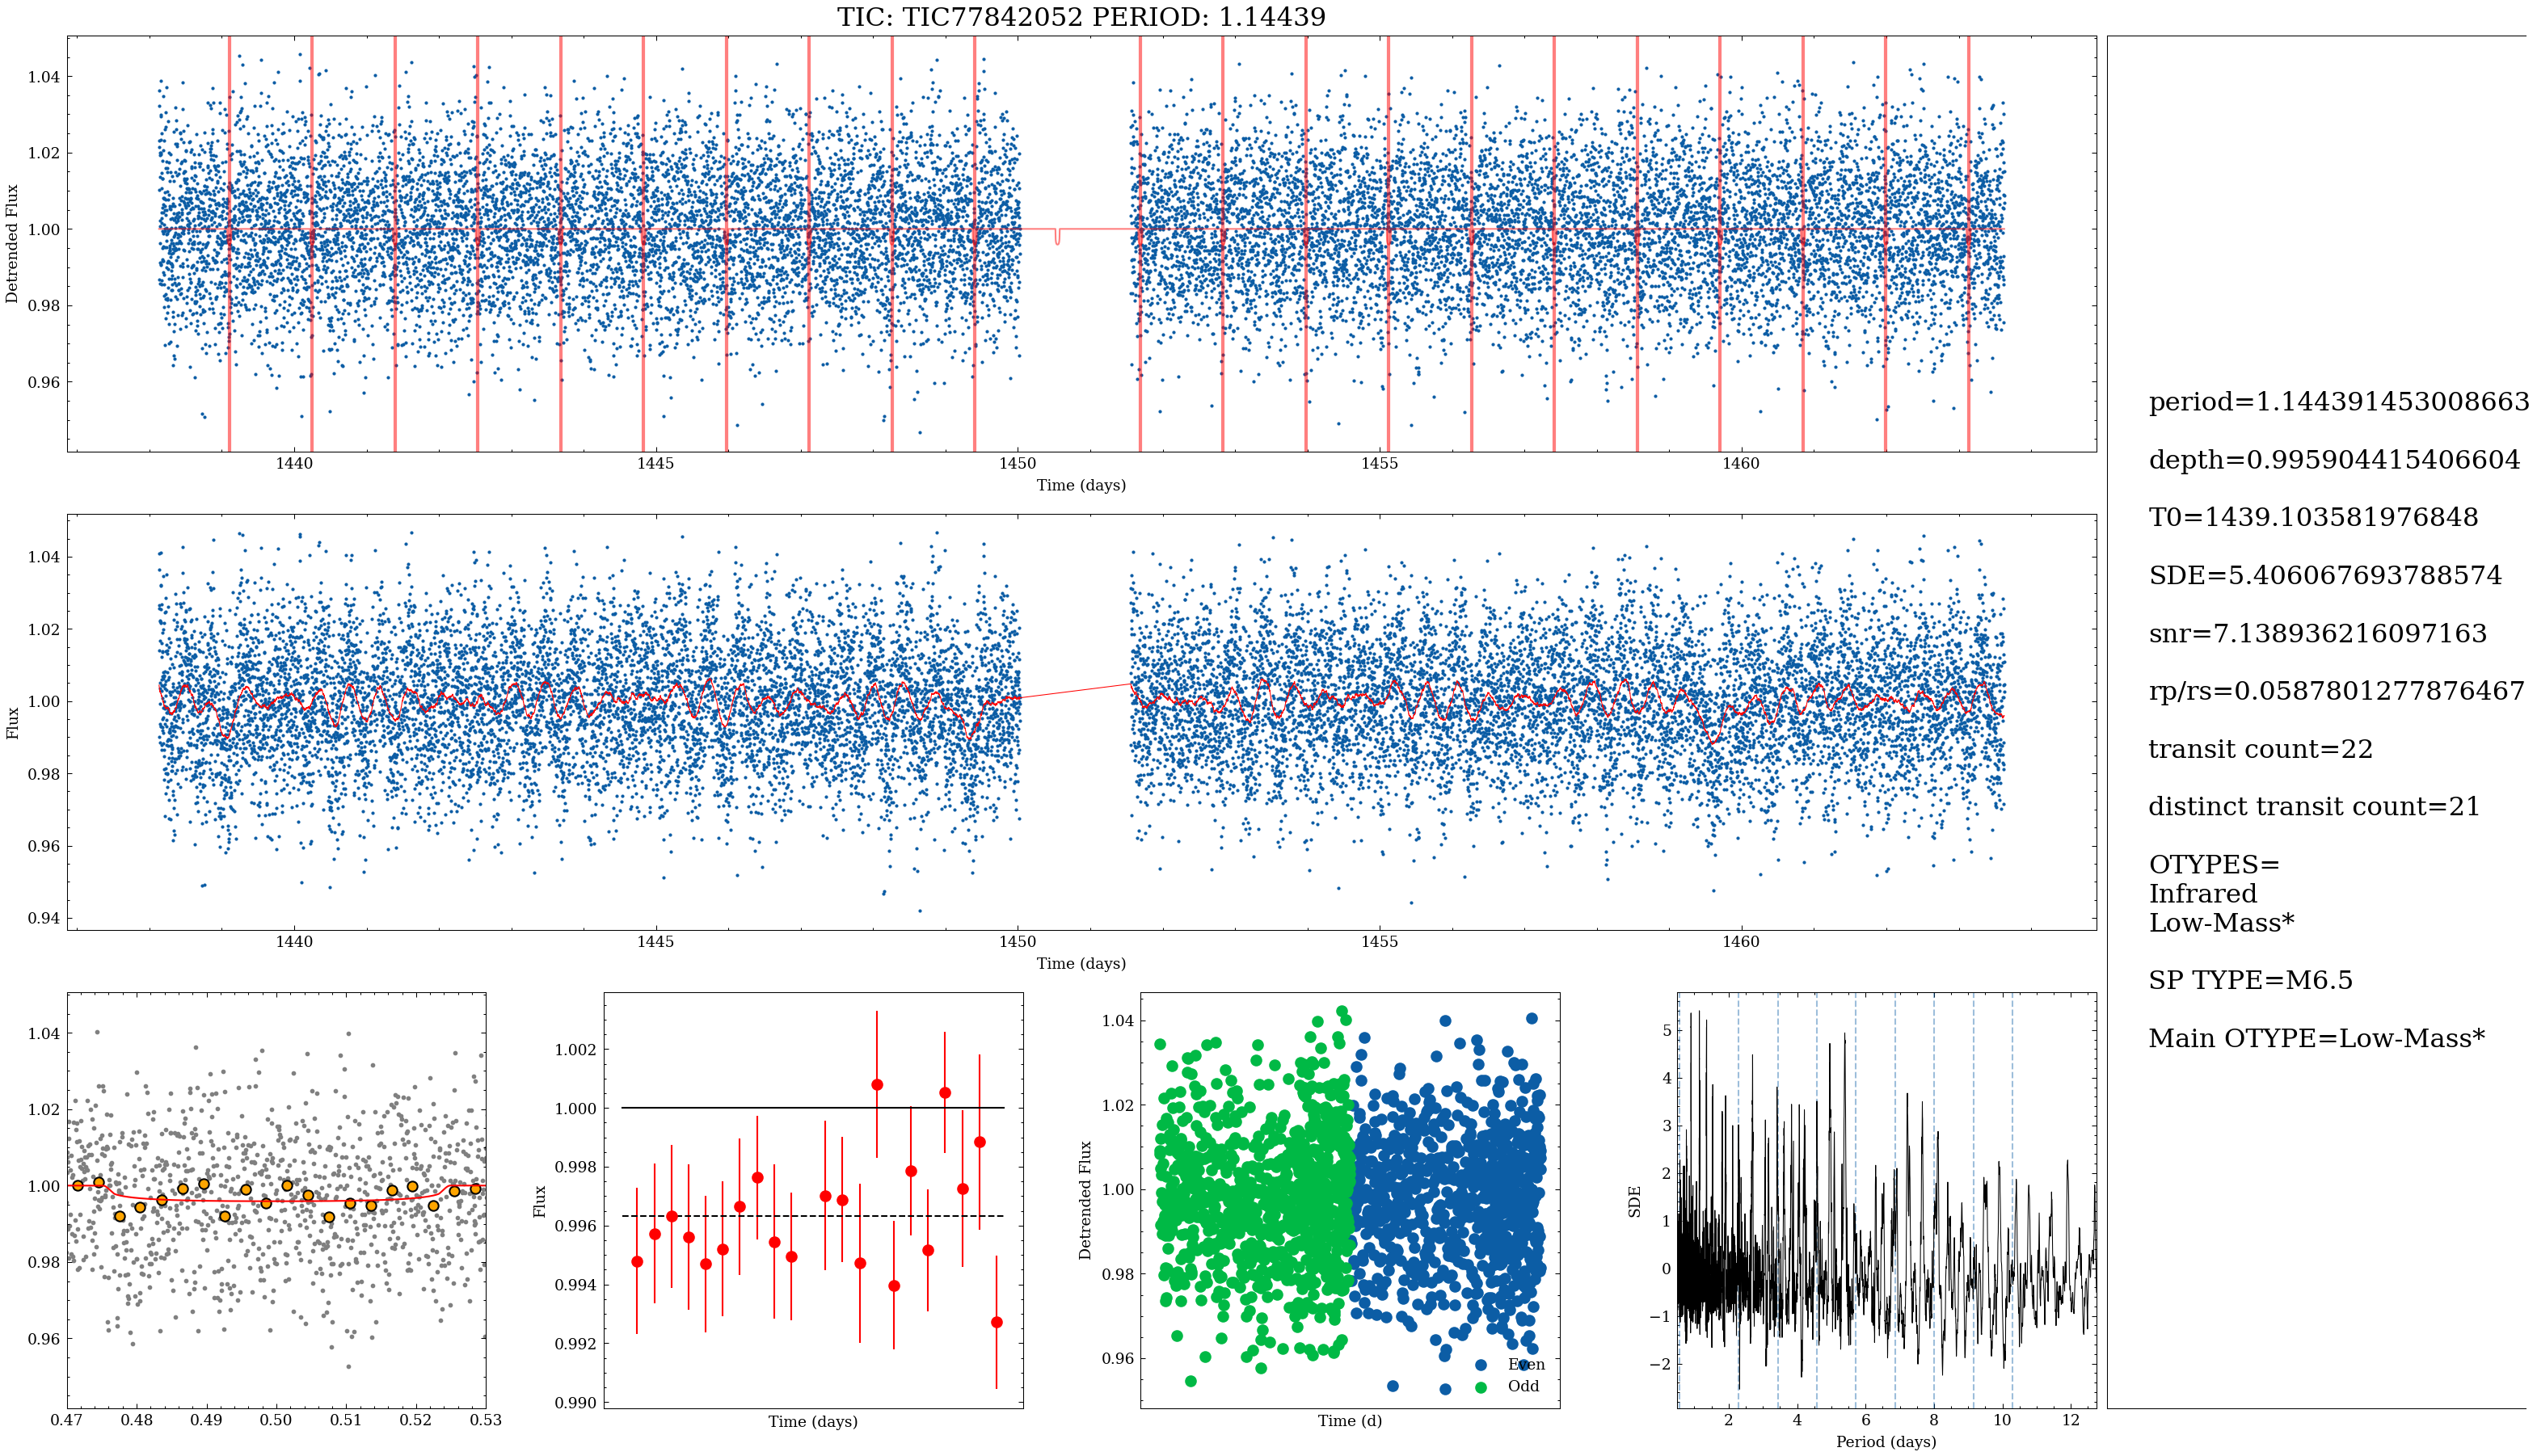 TIC: TIC77842052 PERIOD: 1.14439
Detrended Flux
1.04
1.02
1.00
0.98
0.96
1440
1445
1450
1455
1460
Time (days)
Flux
1.04
1.02
1.00
0.98
0.96
0.94
1440
1445
1450
1455
1460
Time (days)
1.04
1.02
1.00
0.98
0.96
0.47
0.48
0.49
0.50
0.51
0.52
0.53
Flux
1.002
1.000
0.998
0.996
0.994
0.992
0.990
Time (days)
Detrended Flux
1.04
1.02
1.00
0.98
0.96
Even
Odd
Time (d)
SDE
5
4
3
2
1
0
−1
−2
2
4
6
8
10
12
Period (days)
period=1.144391453008663
depth=0.995904415406604
T0=1439.103581976848
SDE=5.406067693788574
snr=7.138936216097163
rp/rs=0.0587801277876467
transit count=22
distinct transit count=21
OTYPES=
Infrared
Low-Mass*
SP TYPE=M6.5
Main OTYPE=Low-Mass*